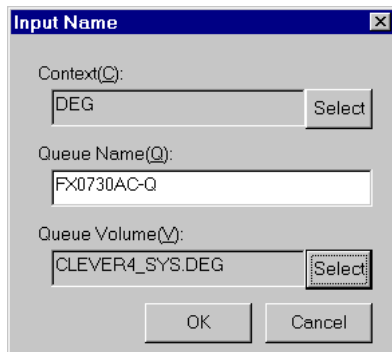 Input Name
Context(C):
DEG
Select
Queue Name(Q):
FX0730AC-Q
Queue Volume(V):
CLEVER4_SYS.DEG
Select
OK
Cancel